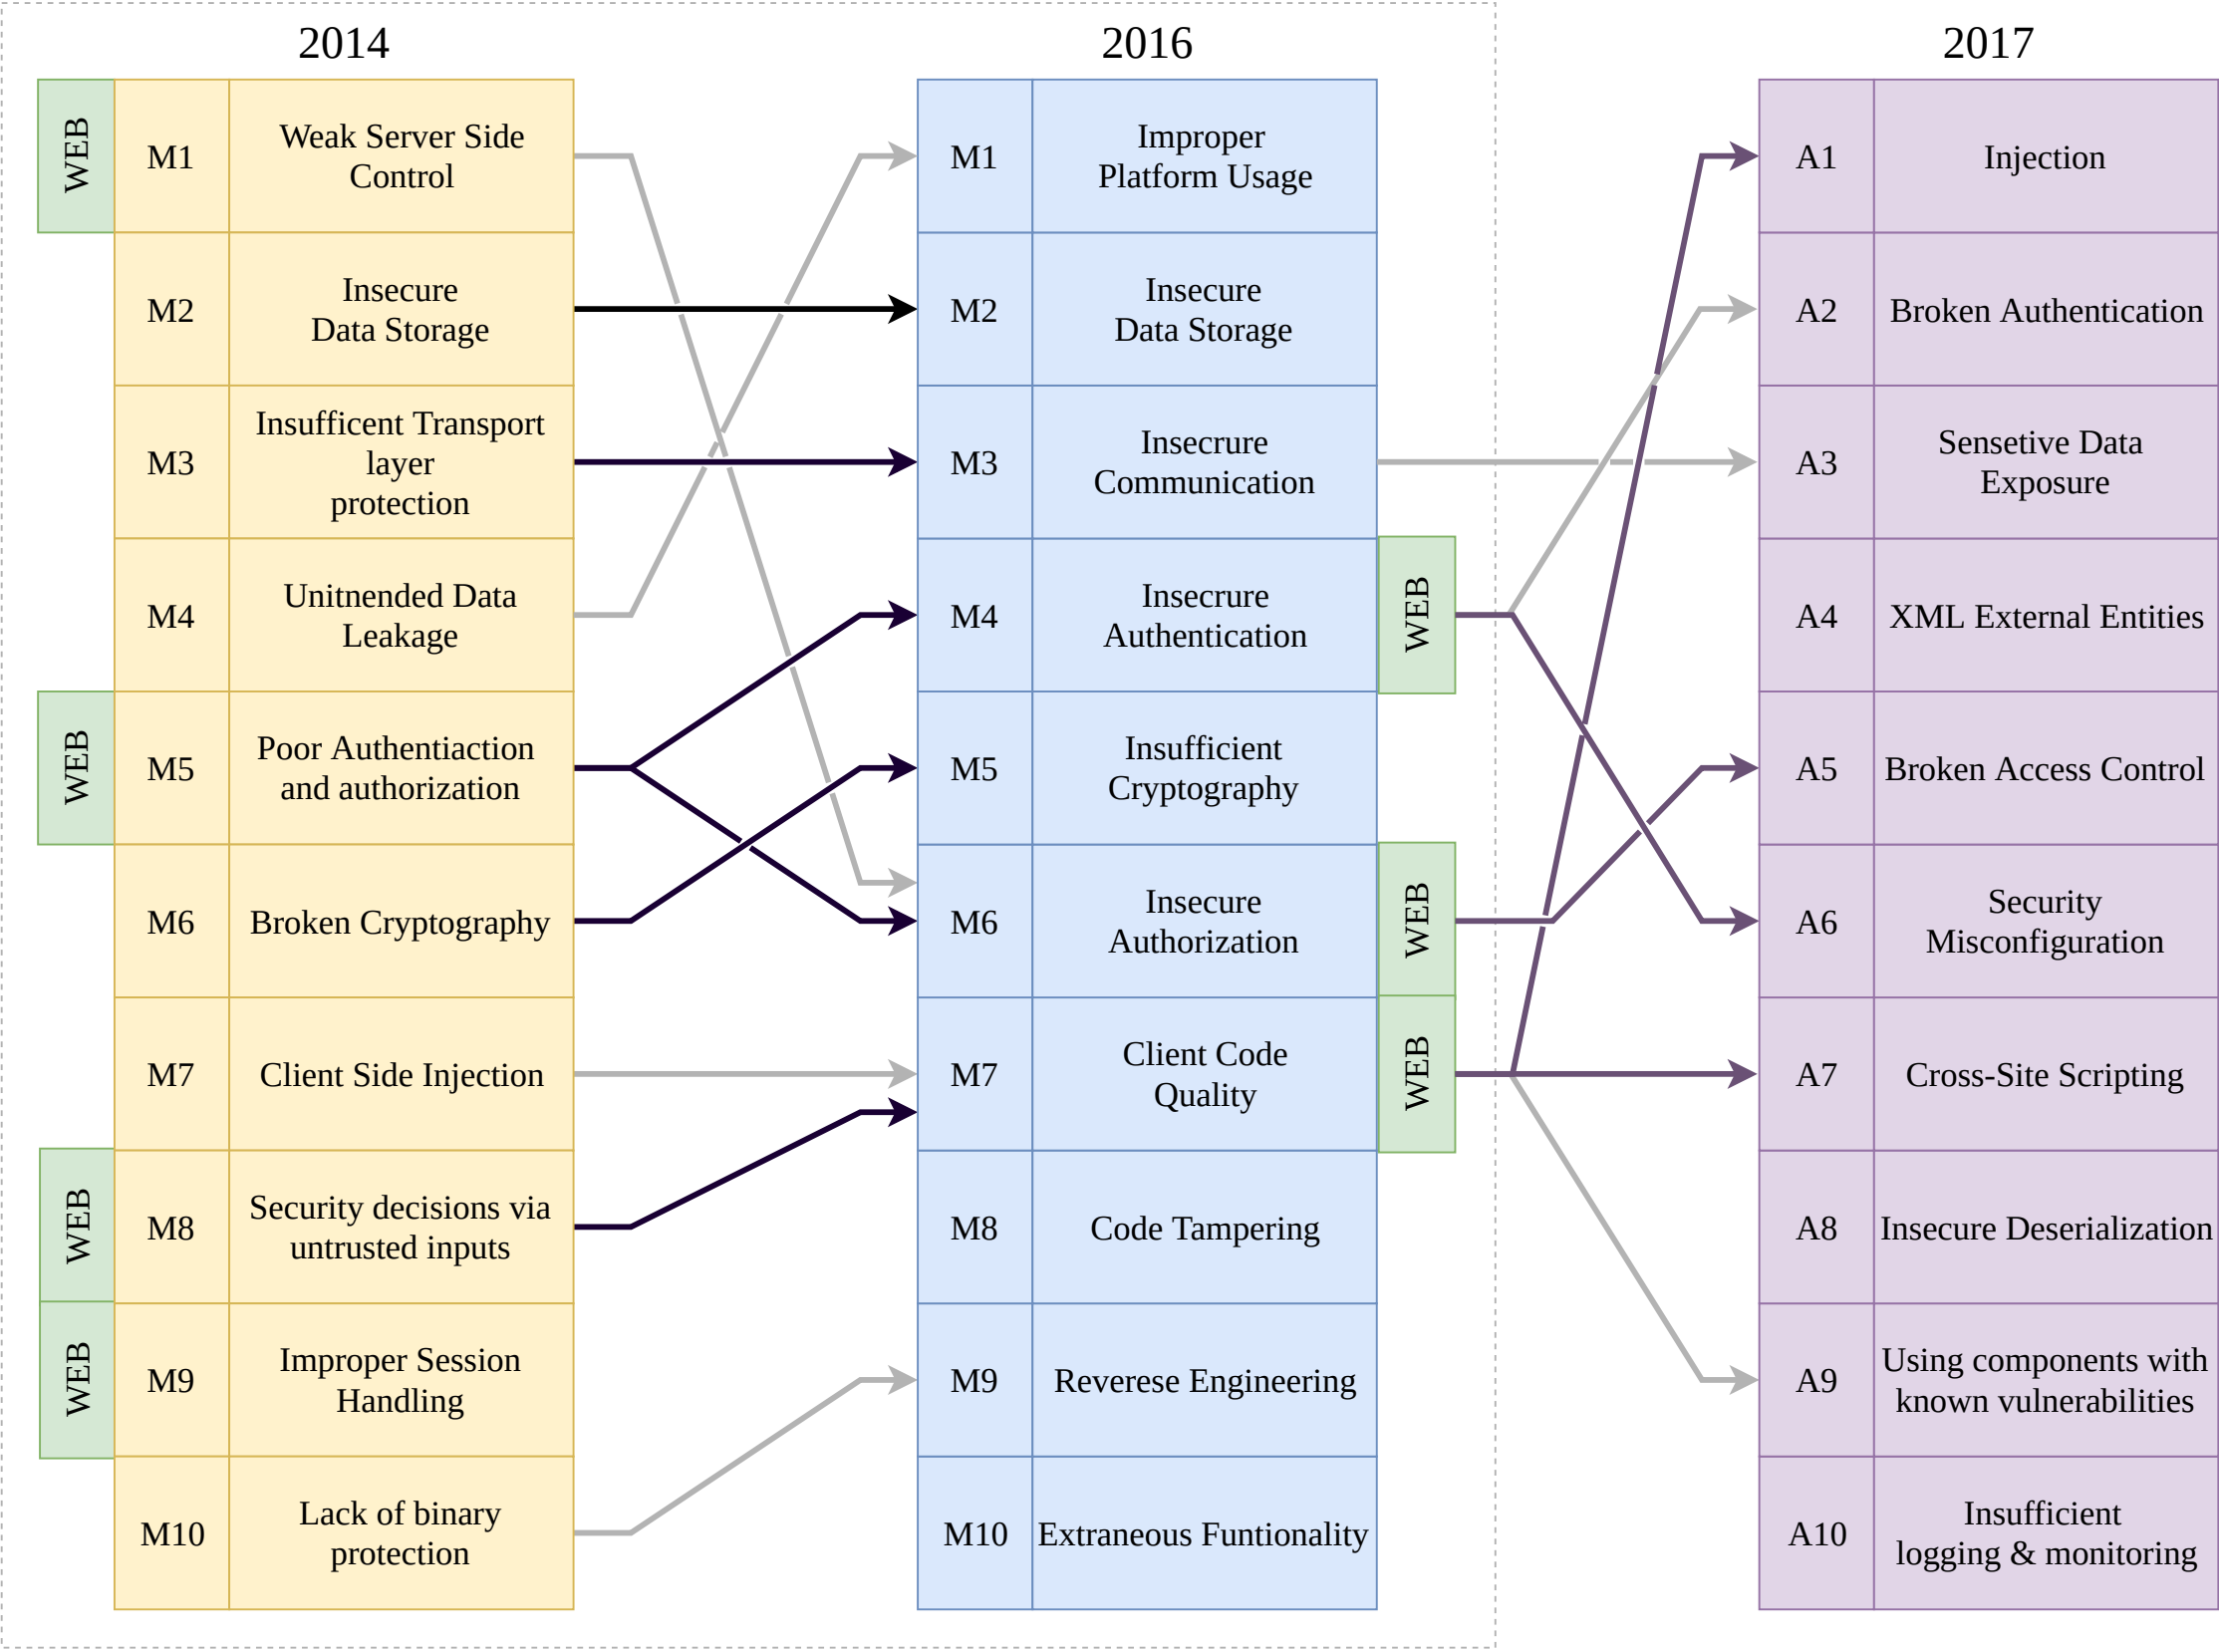 2014
2016
2017
WEB
M1
Weak Server Side
Control
M1
Improper
Platform Usage
A1
Injection
M2
Insecure
Data Storage
M2
Insecure
Data Storage
A2
Broken Authentication
M3
Insufficent Transport
layer
protection
M3
Insecrure
Communication
A3
Sensetive Data
Exposure
M4
Unitnended Data
Leakage
M4
Insecrure
Authentication
WEB
A4
XML External Entities
WEB
M5
Poor Authentiaction
and authorization
M5
Insufficient
Cryptography
A5
Broken Access Control
M6
Broken Cryptography
M6
Insecure
Authorization
WEB
A6
Security
Misconfiguration
M7
Client Side Injection
M7
Client Code
Quality
WEB
A7
Cross-Site Scripting
WEB
M8
Security decisions via
untrusted inputs
M8
Code Tampering
A8
Insecure Deserialization
WEB
M9
Improper Session
Handling
M9
Reverese Engineering
A9
Using components with
known vulnerabilities
M10
Lack of binary
protection
M10
Extraneous Funtionality
A10
Insufficient
logging & monitoring